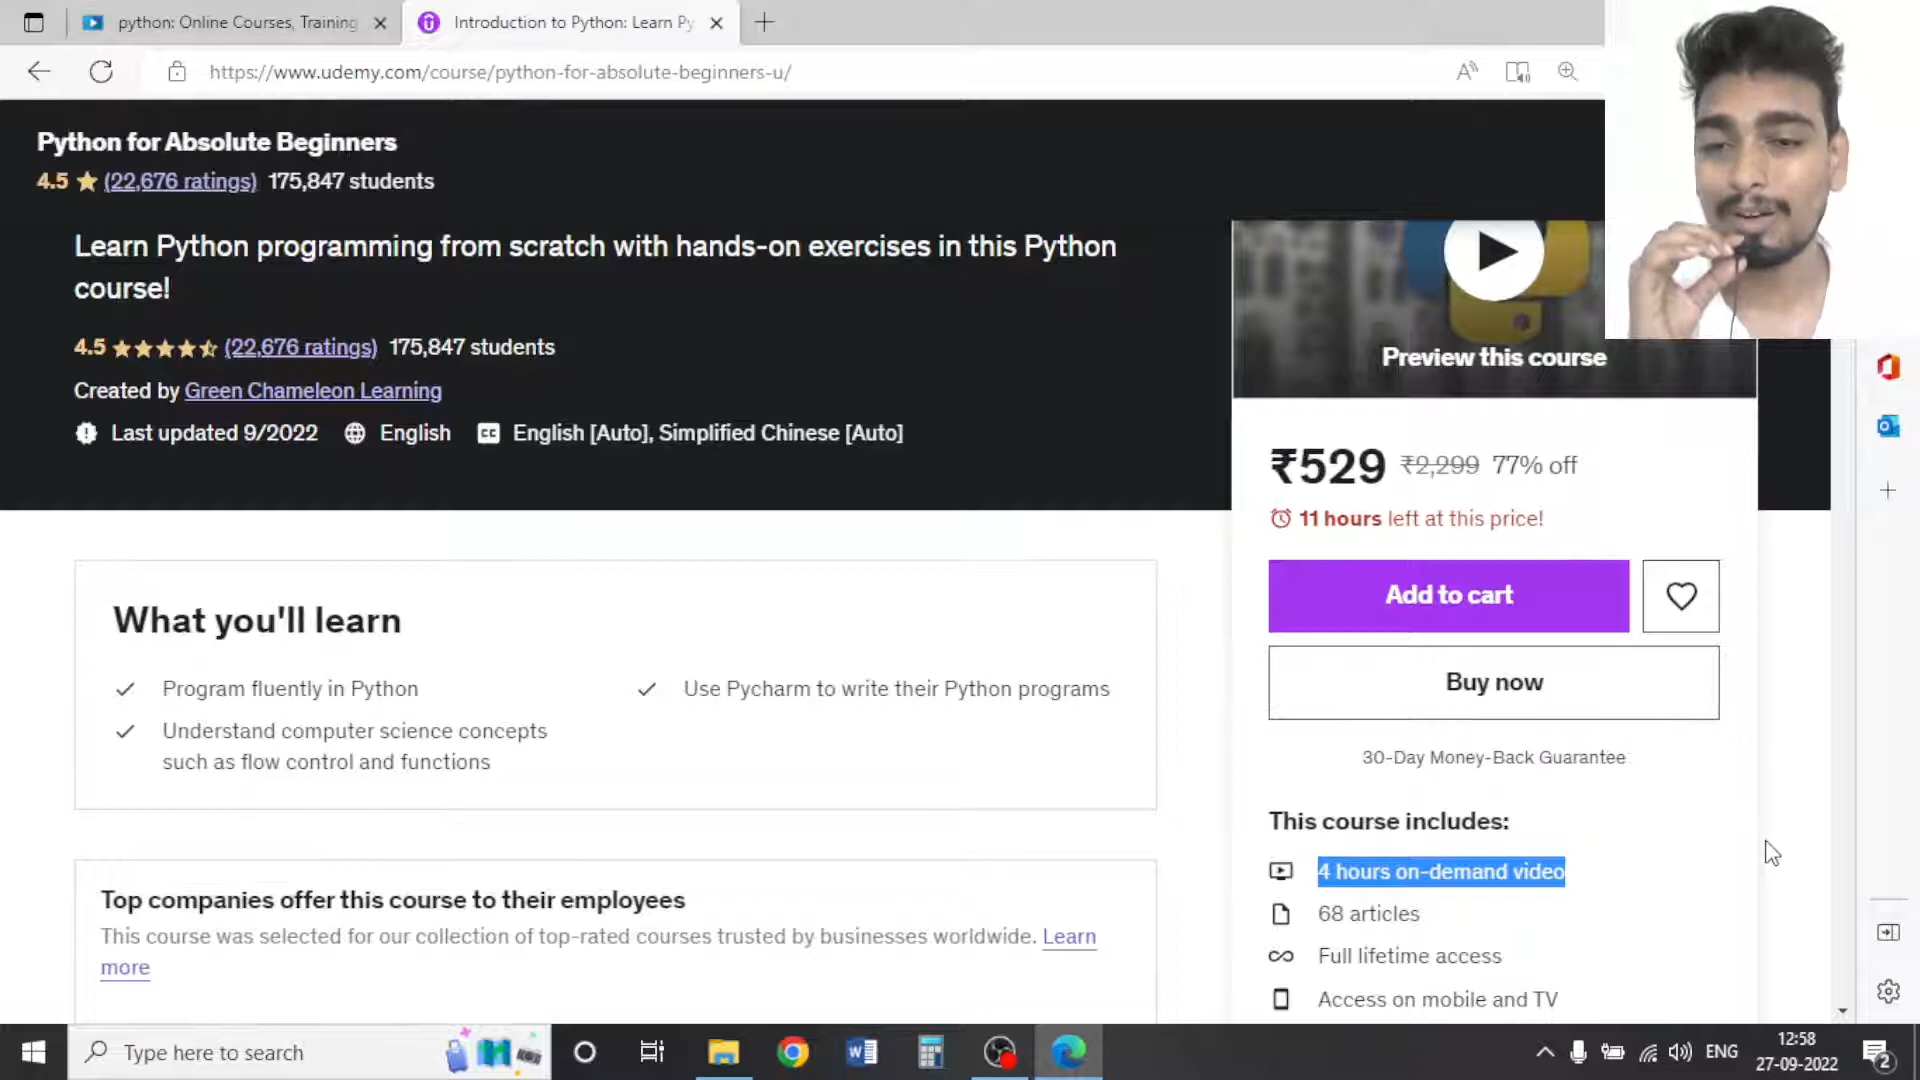 python: Online Courses, Training
Introduction to Python: Learn Py
https://www.udemy.com/course/python-for-absolute-beginners-u/
Python for Absolute Beginners
4.5 (22,676 ratings) 175,847 students
Learn Python programming from scratch with hands-on exercises in this Python
course!
4.5 (22,676 ratings) 175,847 students
Created by Green Chameleon Learning
Last updated 9/2022 English CC English [Auto], Simplified Chinese [Auto]
Preview this course
₹529 ₹2,299 77% off
11 hours left at this price!
Add to cart
Buy now
30-Day Money-Back Guarantee
This course includes:
4 hours on-demand video
68 articles
Full lifetime access
Access on mobile and TV
What you'll learn
Program fluently in Python
Use Pycharm to write their Python programs
Understand computer science concepts
such as flow control and functions
Top companies offer this course to their employees
This course was selected for our collection of top-rated courses trusted by businesses worldwide. Learn
more
Type here to search
ENG
12:58
27-09-2022
2